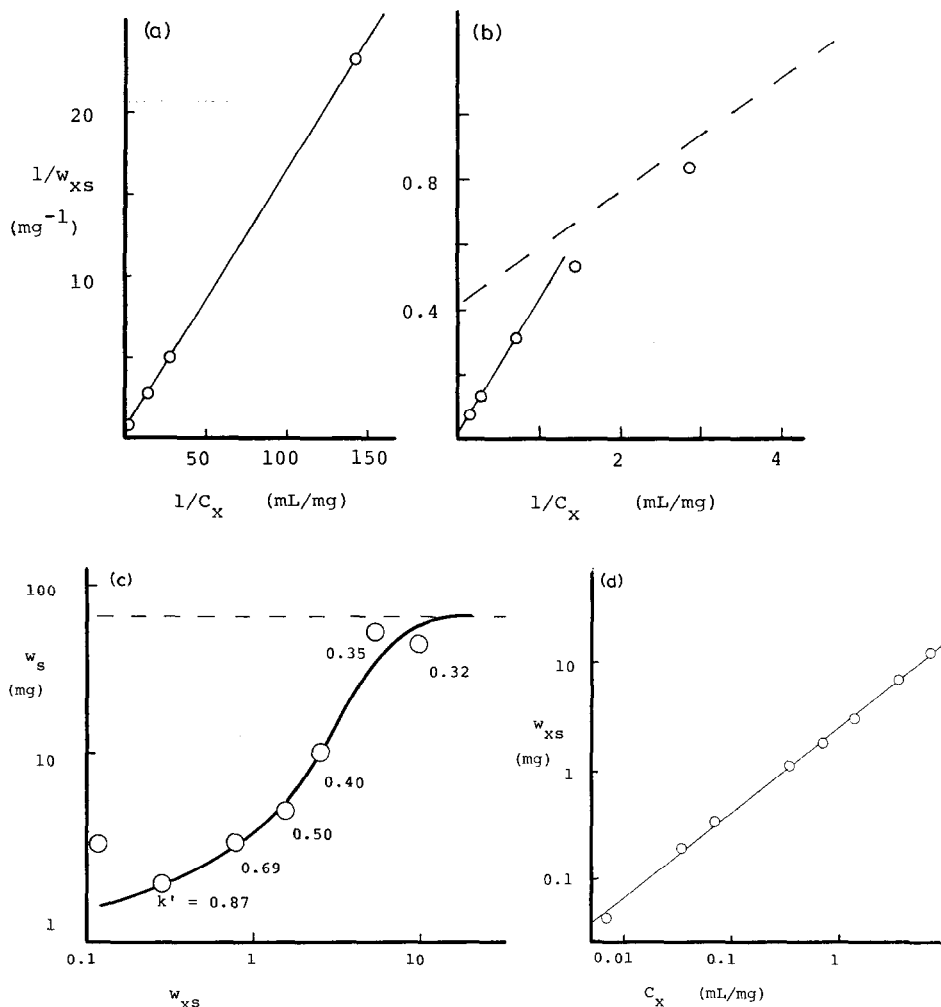 (a)
20
1/w_xs
(mg⁻¹)
10
50 100 150
1/C_x (mL/mg)
(b)
0.8
0.4
2 4
1/C_x (mL/mg)
(c)
100
w_s
(mg)
10
1
0.35
0.32
0.40
0.50
0.69
k' = 0.87
0.1 1 10
w_xs
(d)
10
w_xs
(mg)
1
0.1
0.01 0.1 1
C_x (mL/mg)